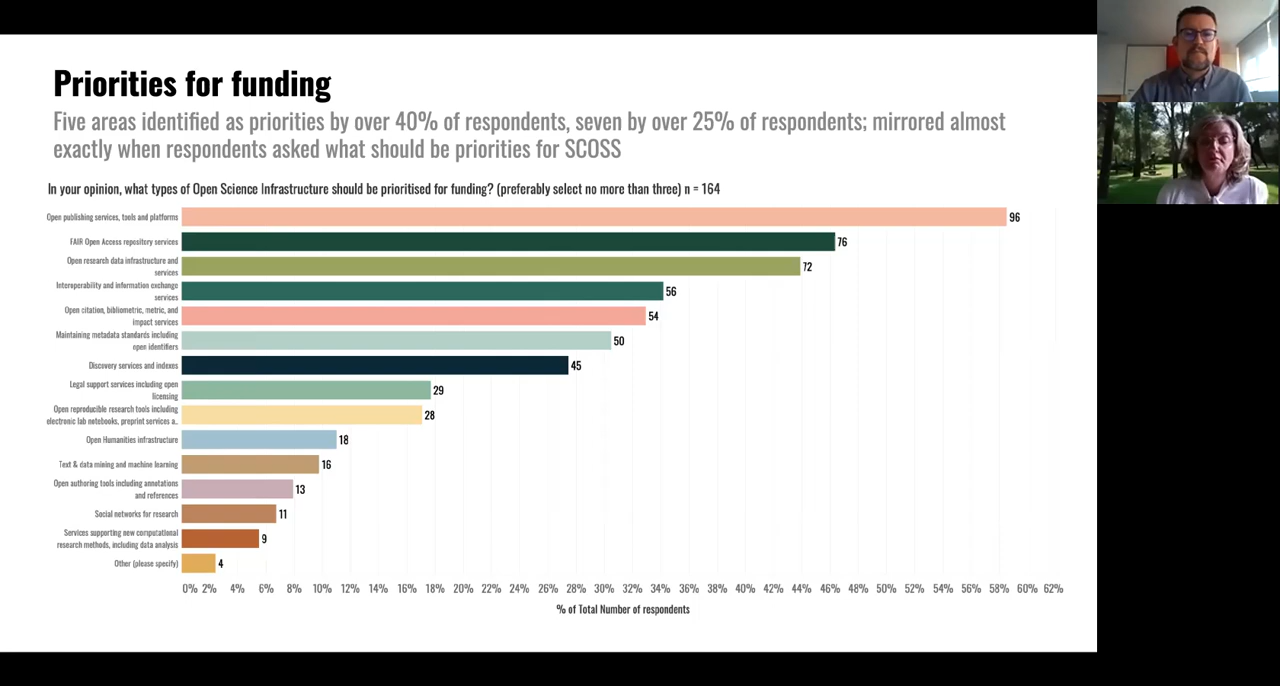 Priorities for funding
Five areas identified as priorities by over 40% of respondents, seven by over 25% of respondents; mirrored almost
exactly when respondents asked what should be priorities for SCOSS
In your opinion, what types of Open Science Infrastructure should be prioritised for funding? (preferably select no more than three) n = 164
Open publishing services, tools and platforms 96
FAIR Open Access repository services 76
Open research data infrastructure and
services 72
Interoperability and information exchange
services 56
Open citation, bibliometric, metric, and
impact services 54
Maintaining metadata standards including
open identifiers 50
Discovery services and indexes 45
Legal support services including open
licensing 29
Open reproducible research tools including
electronic lab notebooks, preprint services a.. 28
Open Humanities infrastructure 18
Text & data mining and machine learning 16
Open authoring tools including annotations
and references 13
Social networks for research 11
Services supporting new computational
research methods, including data analysis 9
Other (please specify) 4
0% 2% 4% 6% 8% 10% 12% 14% 16% 18% 20% 22% 24% 26% 28% 30% 32% 34% 36% 38% 40% 42% 44% 46% 48% 50% 52% 54% 56% 58% 60% 62%
% of Total Number of respondents